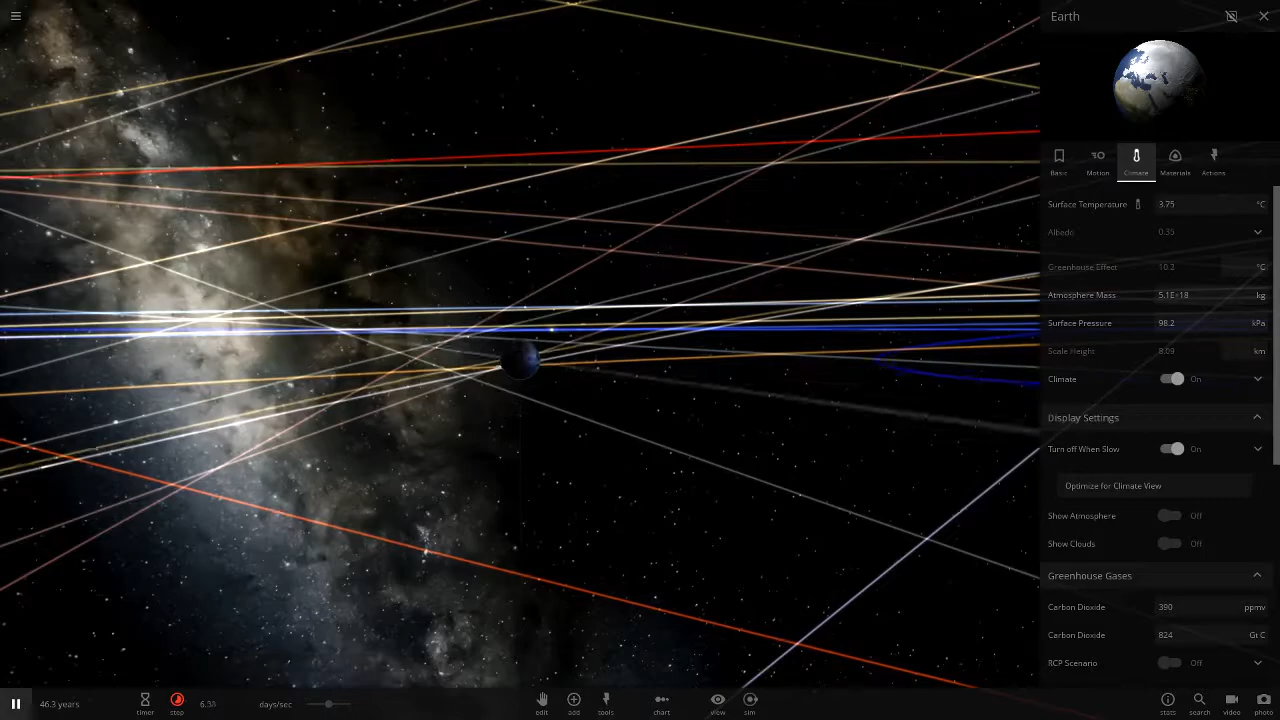 Earth
Basic Motion Climate Materials Actions
Surface Temperature 3.75 °C
Albedo 0.35
Greenhouse Effect 10.2 °C
Atmosphere Mass 5.1E+18 kg
Surface Pressure 98.2 kPa
Scale Height 8.09 km
Climate On
Display Settings
Turn off When Slow On
Optimize for Climate View
Show Atmosphere Off
Show Clouds Off
Greenhouse Gases
Carbon Dioxide 390 ppmv
Carbon Dioxide 824 Gt C
RCP Scenario Off
46.3 years timer step days/sec edit add tools chart view sim stats search video photo